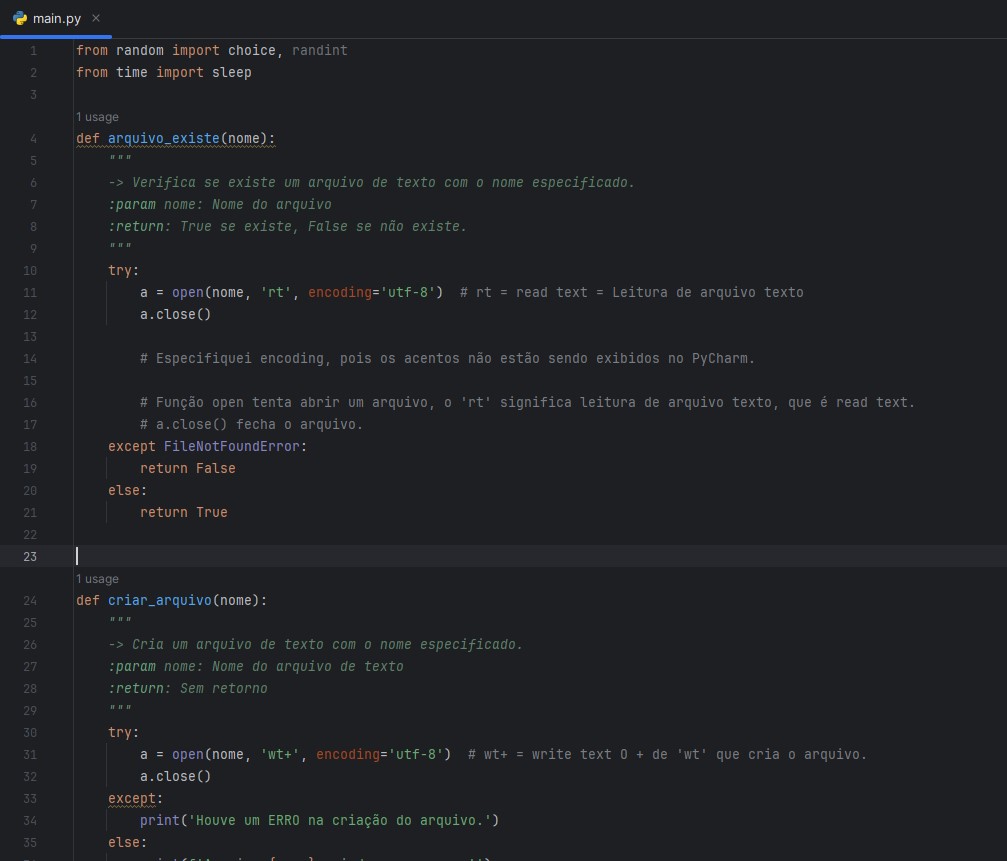 main.py
1 from random import choice, randint
2 from time import sleep
3
1 usage
4 def arquivo_existe(nome):
5 """
6 -> Verifica se existe um arquivo de texto com o nome especificado.
7 :param nome: Nome do arquivo
8 :return: True se existe, False se não existe.
9 """
10 try:
11 a = open(nome, 'rt', encoding='utf-8')  # rt = read text = Leitura de arquivo texto
12 a.close()
13
14 # Especifiquei encoding, pois os acentos não estão sendo exibidos no PyCharm.
15
16 # Função open tenta abrir um arquivo, o 'rt' significa leitura de arquivo texto, que é read text.
17 # a.close() fecha o arquivo.
18 except FileNotFoundError:
19 return False
20 else:
21 return True
22
23
1 usage
24 def criar_arquivo(nome):
25 """
26 -> Cria um arquivo de texto com o nome especificado.
27 :param nome: Nome do arquivo de texto
28 :return: Sem retorno
29 """
30 try:
31 a = open(nome, 'wt+', encoding='utf-8')  # wt+ = write text O + de 'wt' que cria o arquivo.
32 a.close()
33 except:
34 print('Houve um ERRO na criação do arquivo.')
35 else: